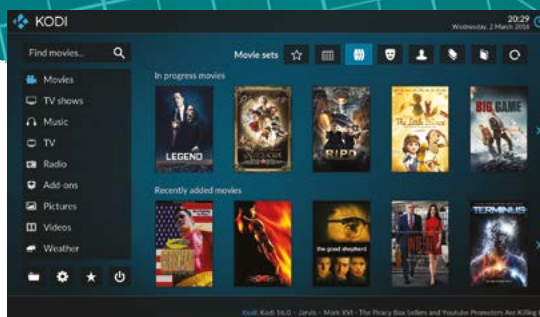 KODI
20:29
Wednesday, 2 March 2016
Find movies...
Movie sets
Movies
TV shows
Music
TV
Radio
Add-ons
Pictures
Videos
Weather
In progress movies
LEGEND
R.I.P.D.
The Little Prince
BIG GAME
Recently added movies
the good shepherd
TERMINUS
Kodi: Kodi 16.0 – Jarvis – Mark XVI - The Piracy Box Sellers and Youtube Promoters Are Killing